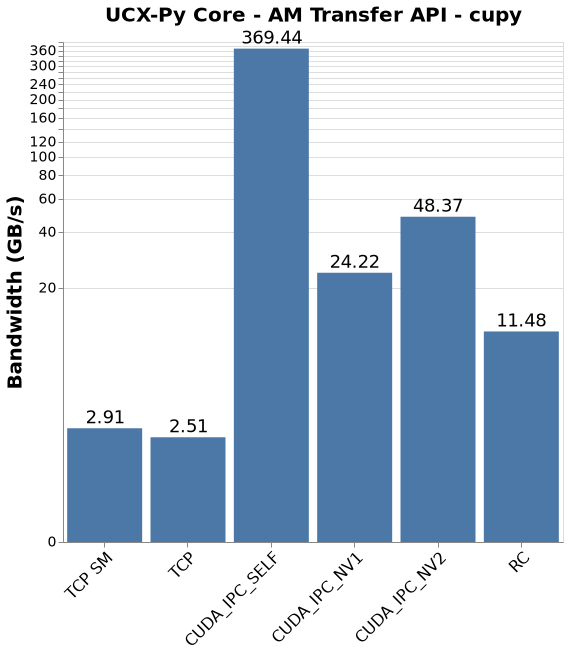 UCX-Py Core - AM Transfer API - cupy
Bandwidth (GB/s)
360
300
240
200
160
120
100
80
60
40
20
0
2.91
2.51
369.44
24.22
48.37
11.48
TCP SM
TCP
CUDA_IPC_SELF
CUDA_IPC_NV1
CUDA_IPC_NV2
RC